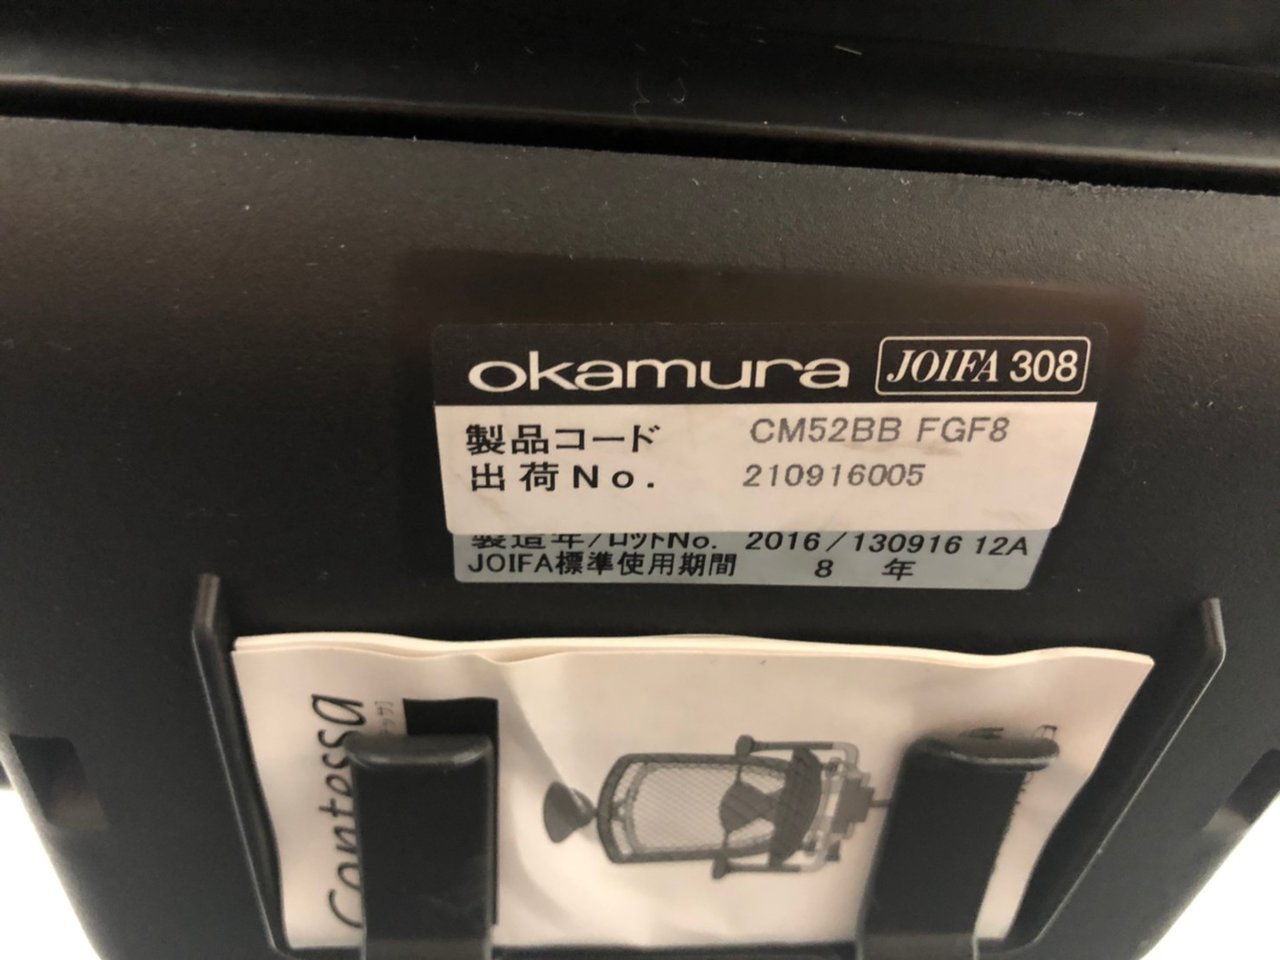 okamura JOIFA 308
製品コード CM52BB FGF8
出荷No. 210916005
製造年/ロットNo. 2016/130916 12A
JOIFA標準使用期間 8 年
Contessa